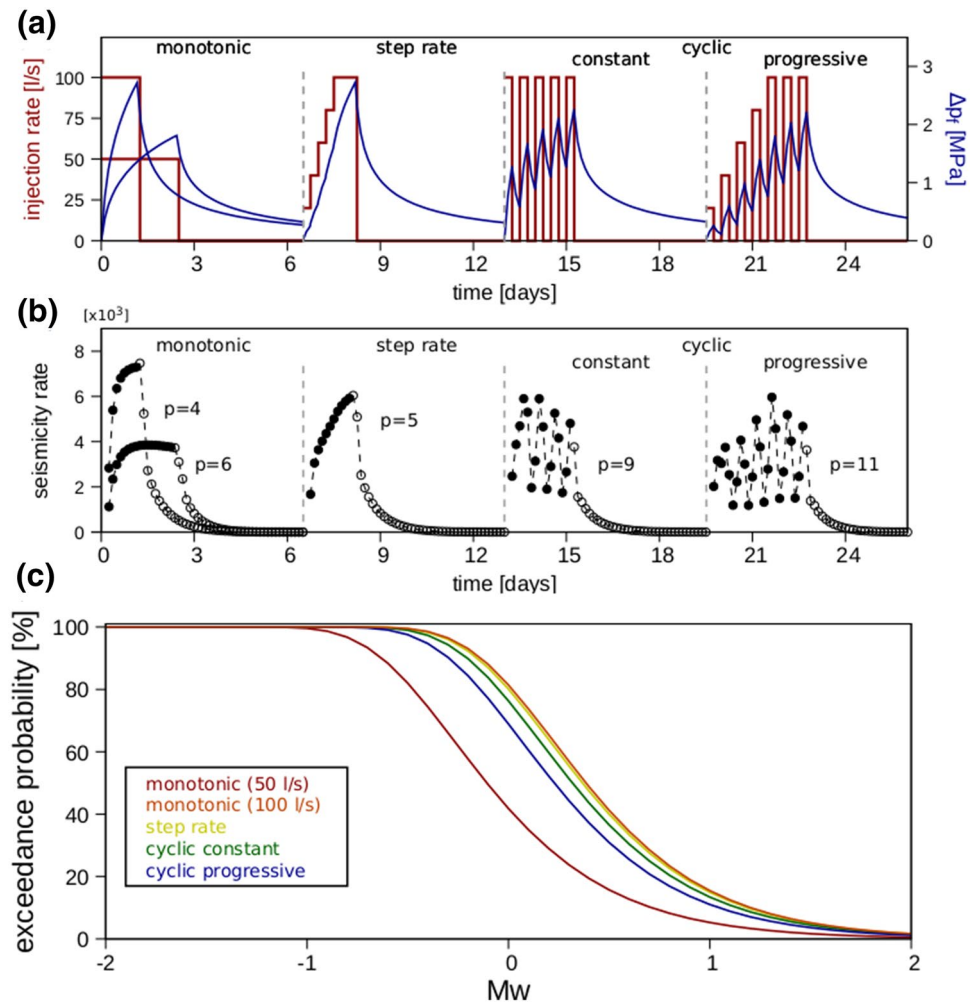 (a)
monotonic step rate cyclic
constant progressive
injection rate [l/s]
100
75
50
25
0
3
2
1
0
Δpf [MPa]
0 3 6 9 12 15 18 21 24
time [days]
(b)
[x10³]
monotonic step rate cyclic
constant progressive
seismicity rate
8
6
4
2
0
p=4
p=6
p=5
p=9
p=11
0 3 6 9 12 15 18 21 24
time [days]
(c)
exceedance probability [%]
100
80
60
40
20
0
monotonic (50 l/s)
monotonic (100 l/s)
step rate
cyclic constant
cyclic progressive
-2 -1 0 1 2
Mw